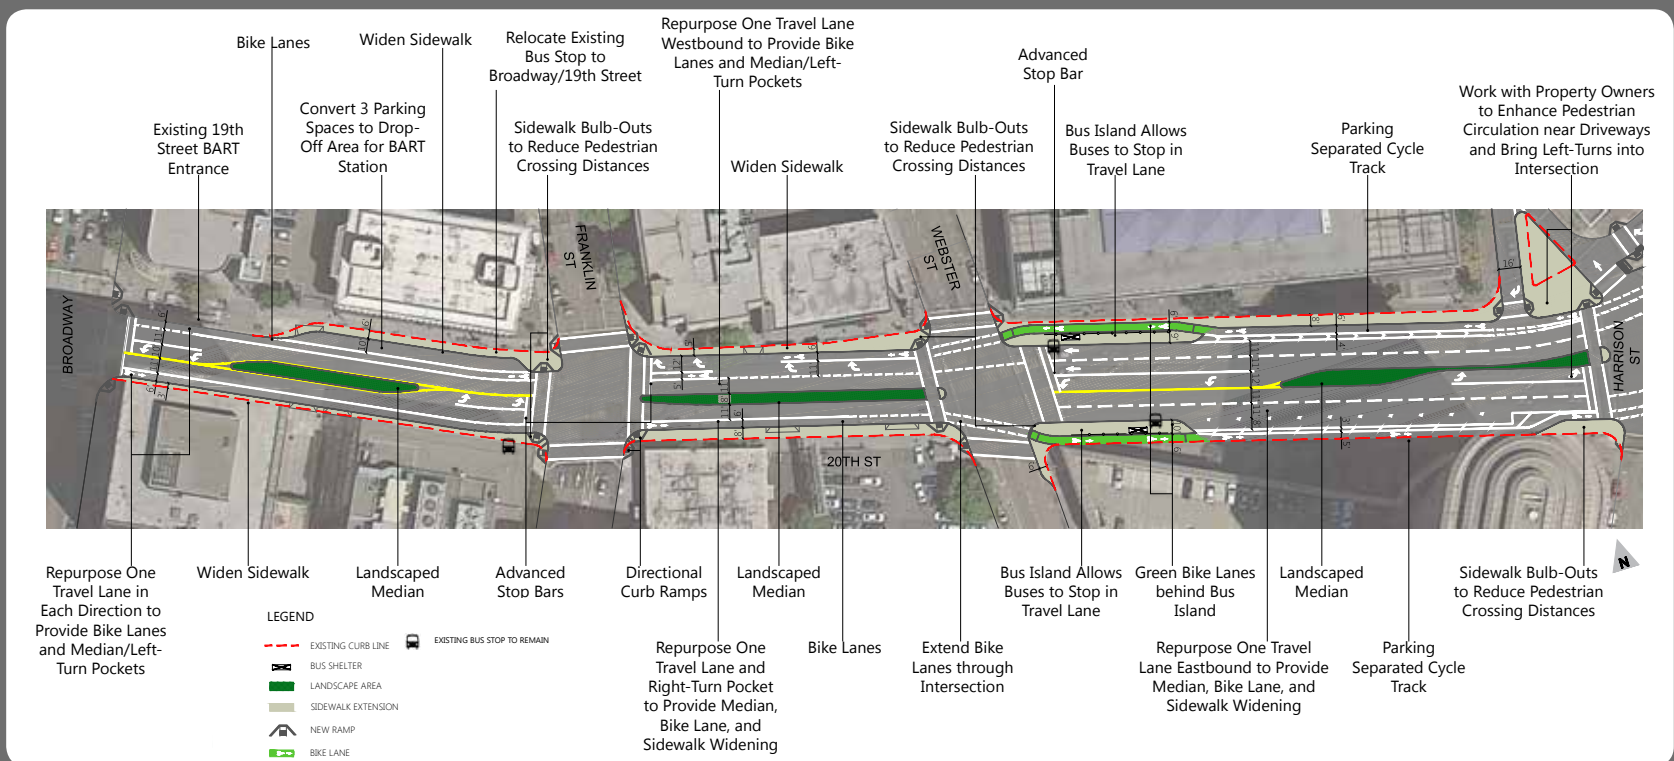 Bike Lanes
Widen Sidewalk
Relocate Existing
Bus Stop to
Broadway/19th Street
Repurpose One Travel Lane
Westbound to Provide Bike
Lanes and Median/Left-
Turn Pockets
Advanced
Stop Bar
Work with Property Owners
to Enhance Pedestrian
Circulation near Driveways
and Bring Left-Turns into
Intersection
Existing 19th
Street BART
Entrance
Convert 3 Parking
Spaces to Drop-
Off Area for BART
Station
Sidewalk Bulb-Outs
to Reduce Pedestrian
Crossing Distances
Widen Sidewalk
Sidewalk Bulb-Outs
to Reduce Pedestrian
Crossing Distances
Bus Island Allows
Buses to Stop in
Travel Lane
Parking
Separated Cycle
Track
BROADWAY
FRANKLIN
ST
WEBSTER
ST
HARRISON
ST
16'
20TH ST
N
Repurpose One
Travel Lane in
Each Direction to
Provide Bike Lanes
and Median/Left-
Turn Pockets
Widen Sidewalk
Landscaped
Median
Advanced
Stop Bars
Directional
Curb Ramps
Landscaped
Median
Bus Island Allows
Buses to Stop in
Travel Lane
Green Bike Lanes
behind Bus
Island
Landscaped
Median
Sidewalk Bulb-Outs
to Reduce Pedestrian
Crossing Distances
Repurpose One
Travel Lane and
Right-Turn Pocket
to Provide Median,
Bike Lane, and
Sidewalk Widening
Bike Lanes
Extend Bike
Lanes through
Intersection
Repurpose One Travel
Lane Eastbound to Provide
Median, Bike Lane, and
Sidewalk Widening
Parking
Separated Cycle
Track
LEGEND
EXISTING CURB LINE
EXISTING BUS STOP TO REMAIN
BUS SHELTER
LANDSCAPE AREA
SIDEWALK EXTENSION
NEW RAMP
BIKE LANE